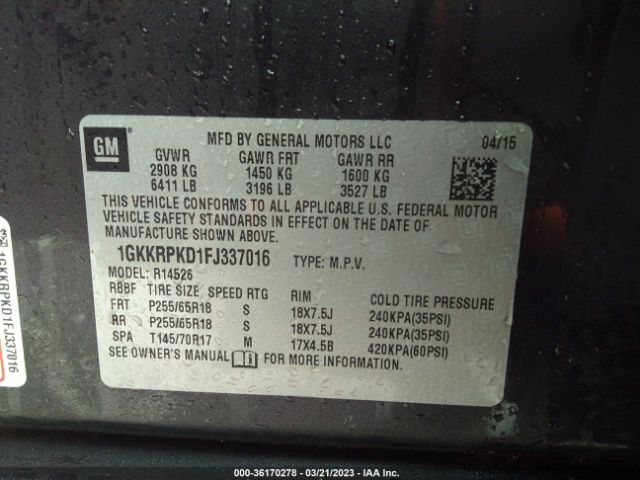 GM
MFD BY GENERAL MOTORS LLC
04/15
GVWR GAWR FRT GAWR RR
2908 KG 1450 KG 1600 KG
6411 LB 3196 LB 3527 LB
THIS VEHICLE CONFORMS TO ALL APPLICABLE U.S. FEDERAL MOTOR
VEHICLE SAFETY STANDARDS IN EFFECT ON THE DATE OF
MANUFACTURE SHOWN ABOVE.
1GKKRPKD1FJ337016 TYPE: M.P.V.
MODEL: R14526
RBBF TIRE SIZE SPEED RTG RIM COLD TIRE PRESSURE
FRT P255/65R18 S 18X7.5J 240KPA(35PSI)
RR P255/65R18 S 18X7.5J 240KPA(35PSI)
SPA T145/70R17 M 17X4.5B 420KPA(60PSI)
SEE OWNER'S MANUAL FOR MORE INFORMATION.
1GKKRPKD1FJ337016
000-36170278 - 03/21/2023 - IAA Inc.